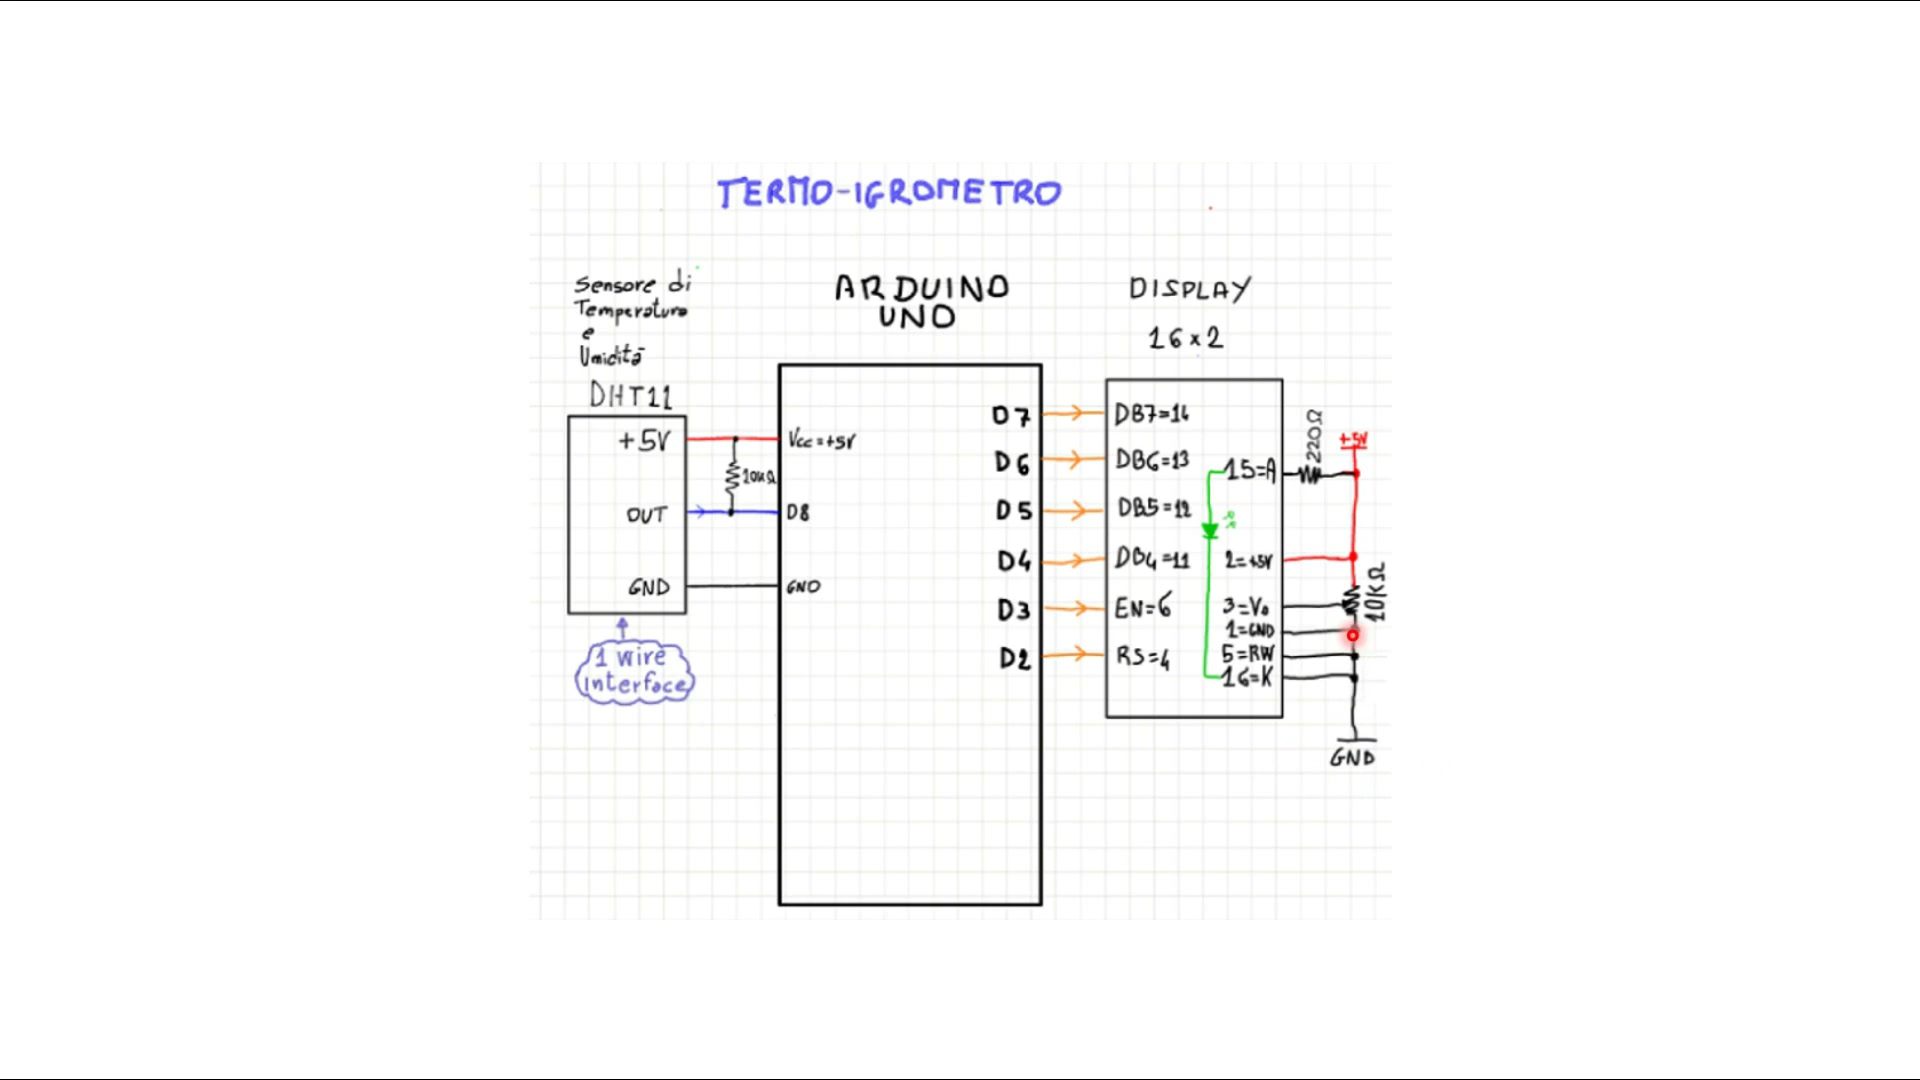 TERMO-IGROMETRO
Sensore di
Temperatura
e
Umidità
DHT11
+5V
OUT
GND
1 wire
interface
10kΩ
ARDUINO
UNO
Vcc=+5V
D8
GND
D7
D6
D5
D4
D3
D2
DISPLAY
16x2
DB7=14
DB6=13
DB5=12
DB4=11
EN=6
RS=4
15=A
2=+5V
3=Vo
1=GND
5=RW
16=K
220Ω
+5V
10KΩ
GND